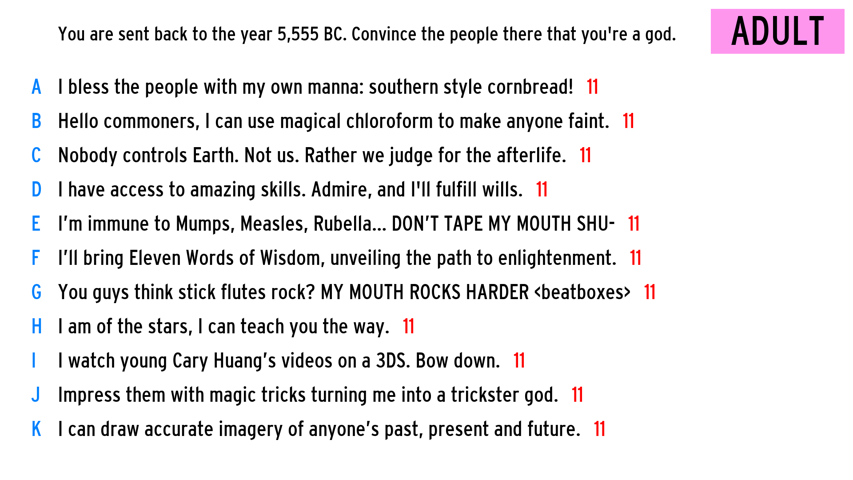 You are sent back to the year 5,555 BC. Convince the people there that you're a god. ADULT
A I bless the people with my own manna: southern style cornbread! 11
B Hello commoners, I can use magical chloroform to make anyone faint. 11
C Nobody controls Earth. Not us. Rather we judge for the afterlife. 11
D I have access to amazing skills. Admire, and I'll fulfill wills. 11
E I’m immune to Mumps, Measles, Rubella... DON’T TAPE MY MOUTH SHU- 11
F I’ll bring Eleven Words of Wisdom, unveiling the path to enlightenment. 11
G You guys think stick flutes rock? MY MOUTH ROCKS HARDER <beatboxes> 11
H I am of the stars, I can teach you the way. 11
I I watch young Cary Huang’s videos on a 3DS. Bow down. 11
J Impress them with magic tricks turning me into a trickster god. 11
K I can draw accurate imagery of anyone’s past, present and future. 11